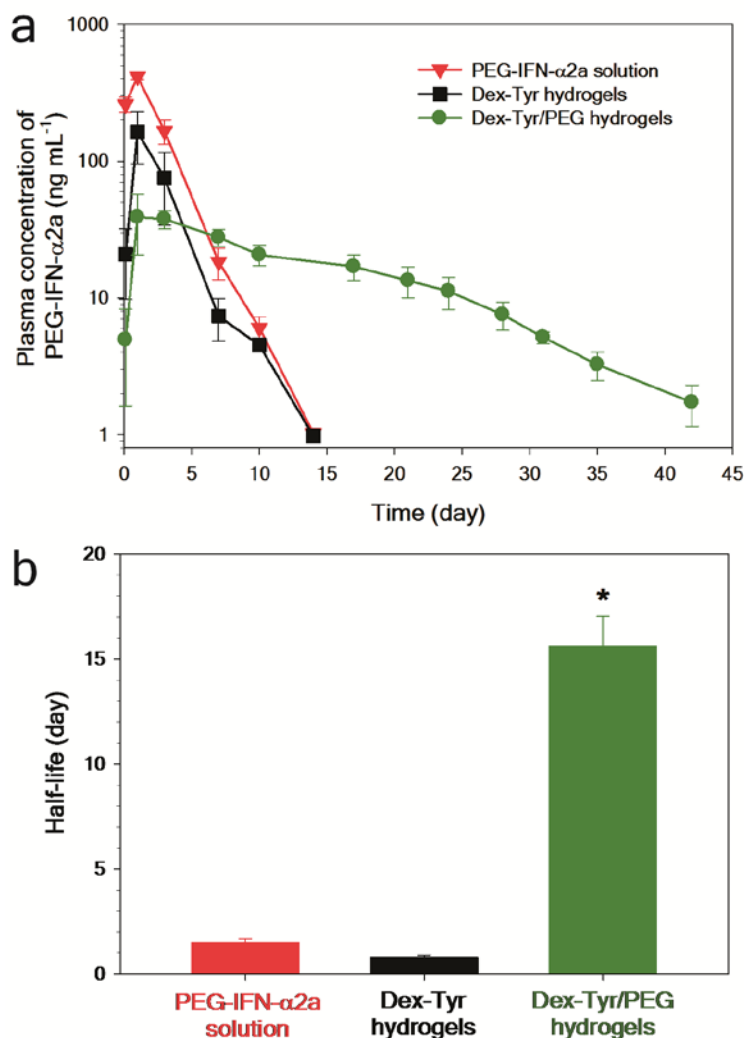 a
1000
100
10
1
Plasma concentration of
PEG-IFN-α2a (ng mL⁻¹)
PEG-IFN-α2a solution
Dex-Tyr hydrogels
Dex-Tyr/PEG hydrogels
0 5 10 15 20 25 30 35 40 45
Time (day)
b
20
15
10
5
0
Half-life (day)
*
PEG-IFN-α2a
solution
Dex-Tyr
hydrogels
Dex-Tyr/PEG
hydrogels